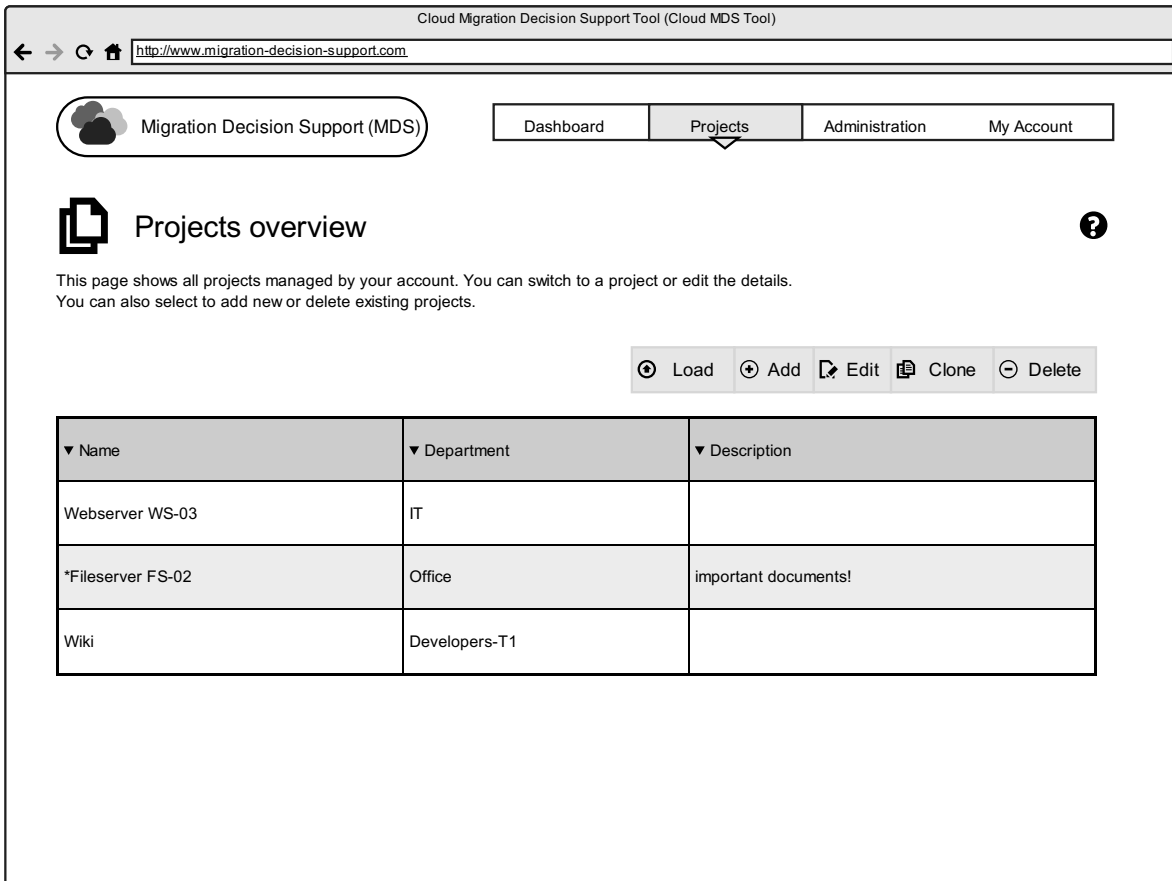 Cloud Migration Decision Support Tool (Cloud MDS Tool)
http://www.migration-decision-support.com
Migration Decision Support (MDS)
Dashboard Projects Administration My Account
Projects overview
?
This page shows all projects managed by your account. You can switch to a project or edit the details.
You can also select to add new or delete existing projects.
Load Add Edit Clone Delete
▼ Name ▼ Department ▼ Description
Webserver WS-03 IT
*Fileserver FS-02 Office important documents!
Wiki Developers-T1